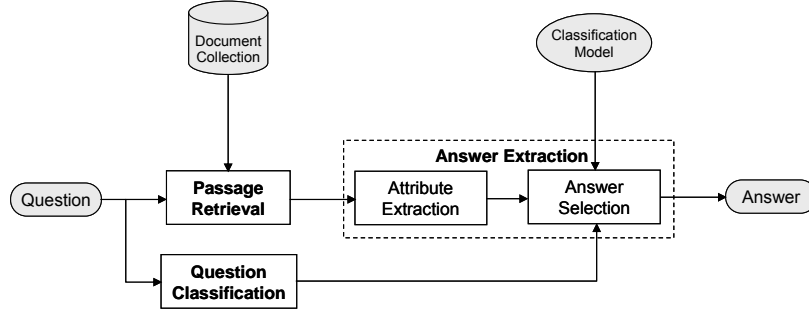 Document
Collection
Classification
Model
Answer Extraction
Question
Passage
Retrieval
Attribute
Extraction
Answer
Selection
Answer
Question
Classification